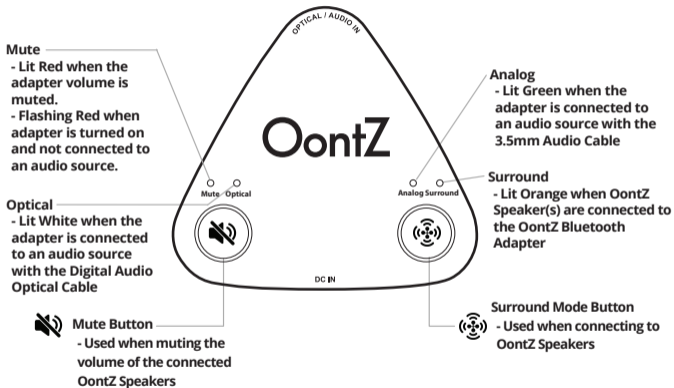 OPTICAL / AUDIO IN
Mute
- Lit Red when the
adapter volume is
muted.
- Flashing Red when
adapter is turned on
and not connected to
an audio source.
Optical
- Lit White when the
adapter is connected
to an audio source
with the Digital Audio
Optical Cable
OontZ
Mute Optical
Analog Surround
DC IN
Analog
- Lit Green when the
adapter is connected to
an audio source with the
3.5mm Audio Cable
Surround
- Lit Orange when OontZ
Speaker(s) are connected to
the OontZ Bluetooth
Adapter
Mute Button
- Used when muting the
volume of the connected
OontZ Speakers
Surround Mode Button
- Used when connecting to
OontZ Speakers